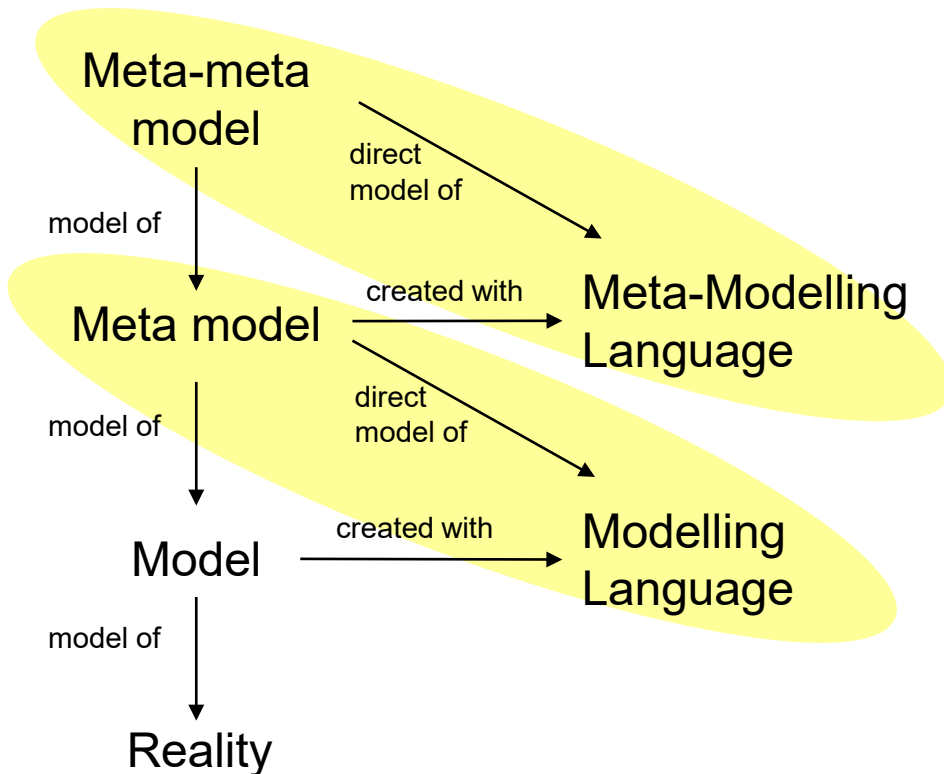 Meta-meta
model
direct
model of
model of
created with
Meta-Modelling
Language
Meta model
direct
model of
model of
created with
Modelling
Language
Model
model of
Reality